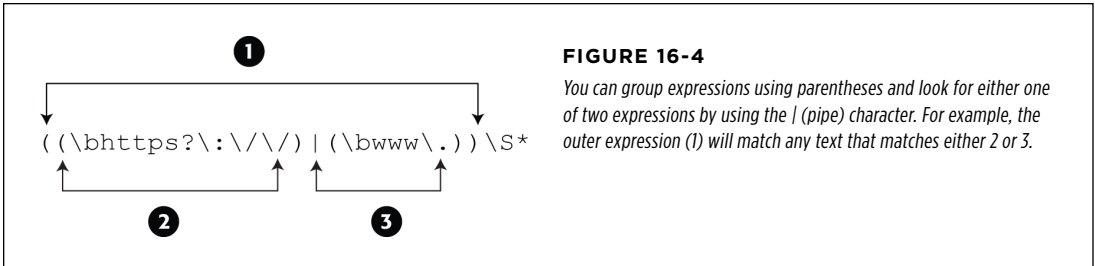 1
((\bhttps?\:\/\/)|(\bwww\.))\S*
2
3
FIGURE 16-4
You can group expressions using parentheses and look for either one
of two expressions by using the | (pipe) character. For example, the
outer expression (1) will match any text that matches either 2 or 3.